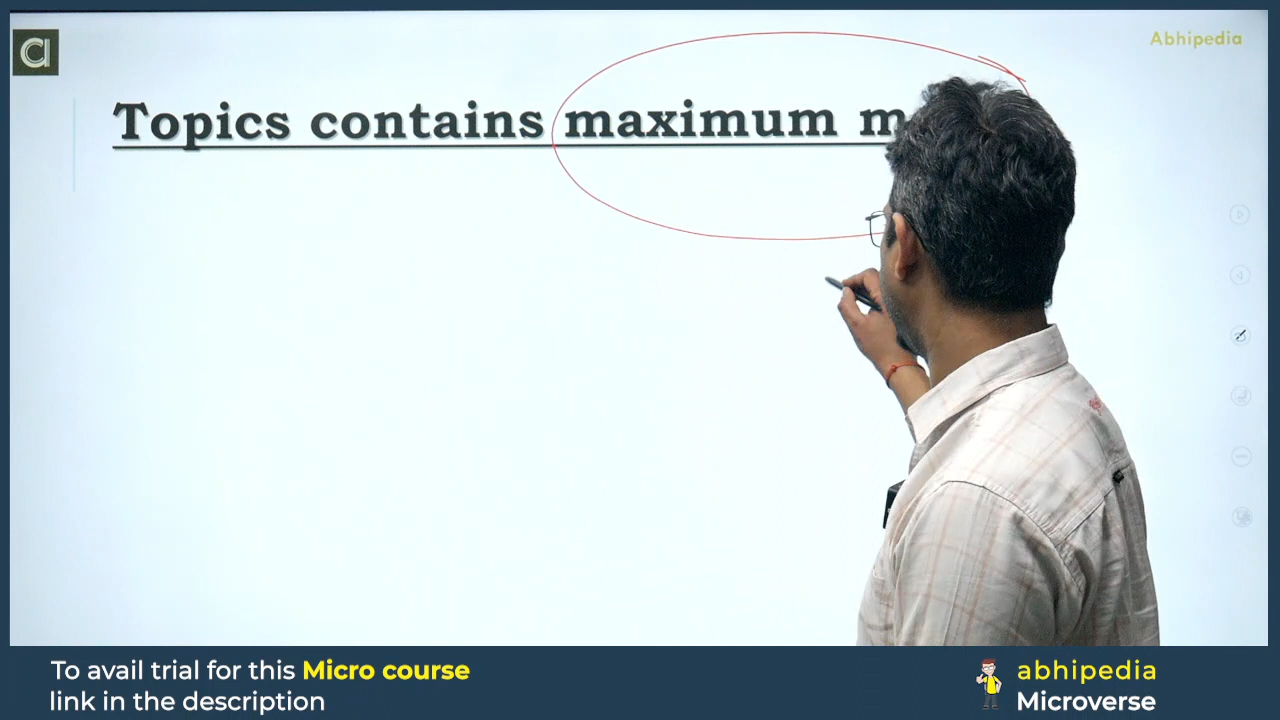 Abhipedia
Topics contains maximum
To avail trial for this Micro course
link in the description
abhipedia
Microverse